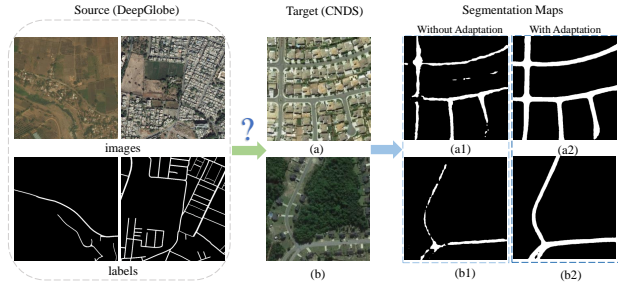 Source (DeepGlobe)
Target (CNDS)
Segmentation Maps
Without Adaptation
With Adaptation
?
images
(a)
(a1)
(a2)
labels
(b)
(b1)
(b2)